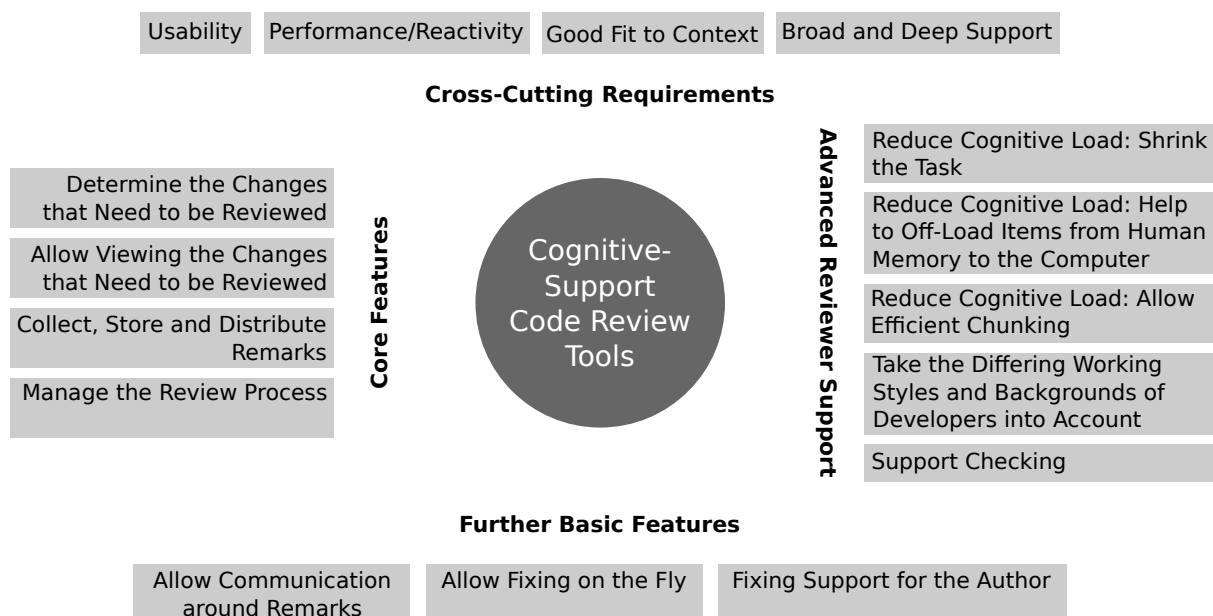 Usability
Performance/Reactivity
Good Fit to Context
Broad and Deep Support
Cross-Cutting Requirements
Determine the Changes
that Need to be Reviewed
Allow Viewing the Changes
that Need to be Reviewed
Collect, Store and Distribute
Remarks
Manage the Review Process
Core Features
Cognitive-
Support
Code Review
Tools
Advanced Reviewer Support
Reduce Cognitive Load: Shrink
the Task
Reduce Cognitive Load: Help
to Off-Load Items from Human
Memory to the Computer
Reduce Cognitive Load: Allow
Efficient Chunking
Take the Differing Working
Styles and Backgrounds of
Developers into Account
Support Checking
Further Basic Features
Allow Communication
around Remarks
Allow Fixing on the Fly
Fixing Support for the Author